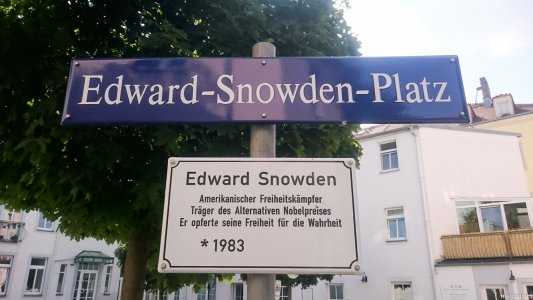 Edward-Snowden-Platz
Edward Snowden
Amerikanischer Freiheitskämpfer
Träger des Alternativen Nobelpreises
Er opferte seine Freiheit für die Wahrheit
*1983